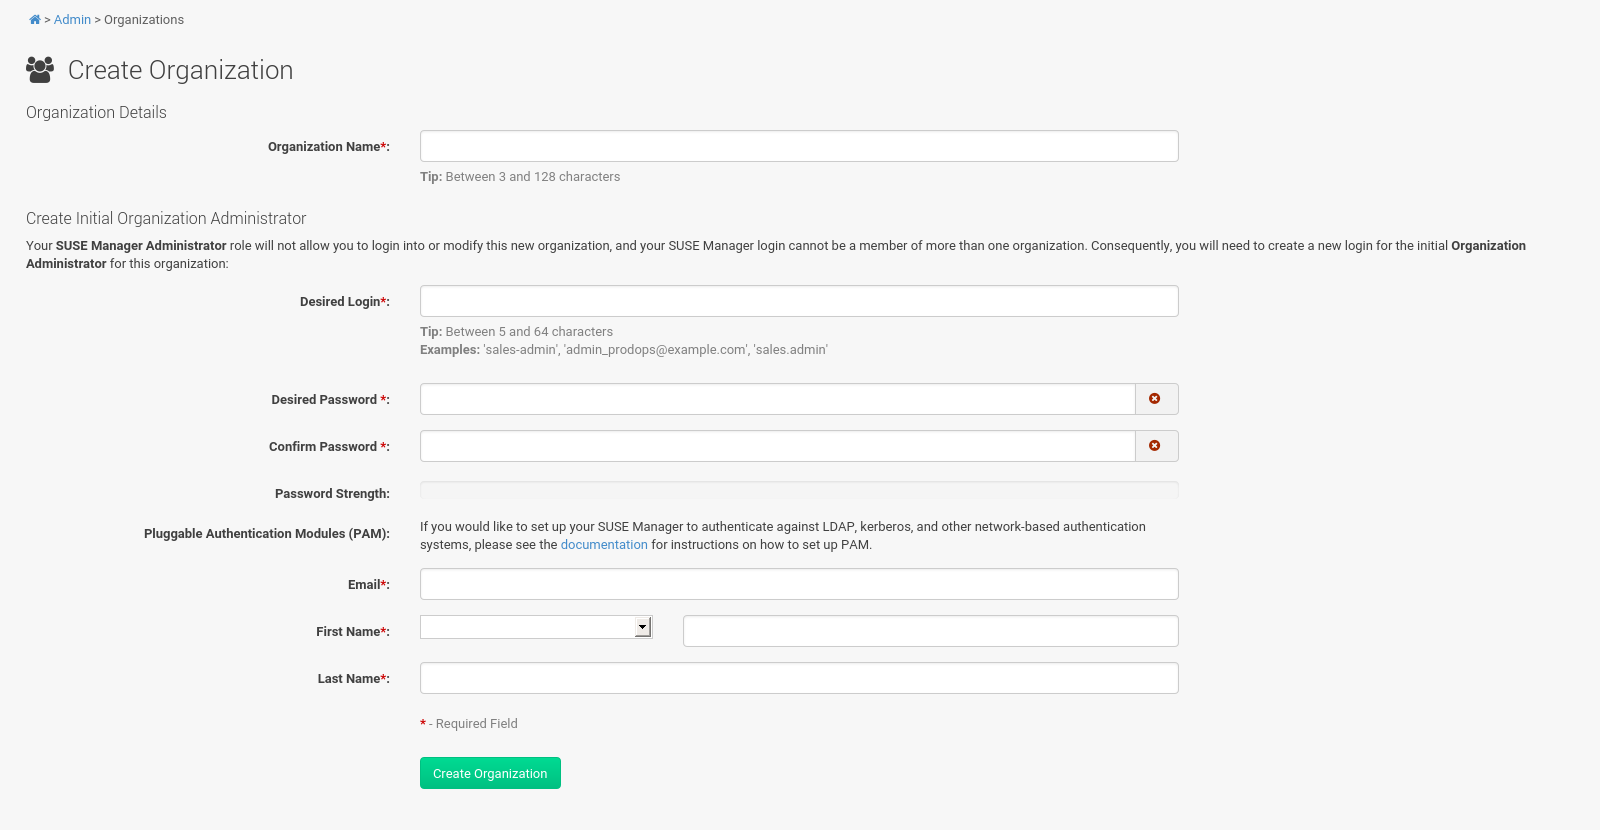 > Admin > Organizations
Create Organization
Organization Details
Organization Name*:
Tip: Between 3 and 128 characters
Create Initial Organization Administrator
Your SUSE Manager Administrator role will not allow you to login into or modify this new organization, and your SUSE Manager login cannot be a member of more than one organization. Consequently, you will need to create a new login for the initial Organization
Administrator for this organization:
Desired Login*:
Tip: Between 5 and 64 characters
Examples: 'sales-admin', 'admin_prodops@example.com', 'sales.admin'
Desired Password *:
Confirm Password *:
Password Strength:
Pluggable Authentication Modules (PAM):
If you would like to set up your SUSE Manager to authenticate against LDAP, kerberos, and other network-based authentication
systems, please see the documentation for instructions on how to set up PAM.
Email*:
First Name*:
Last Name*:
* - Required Field
Create Organization